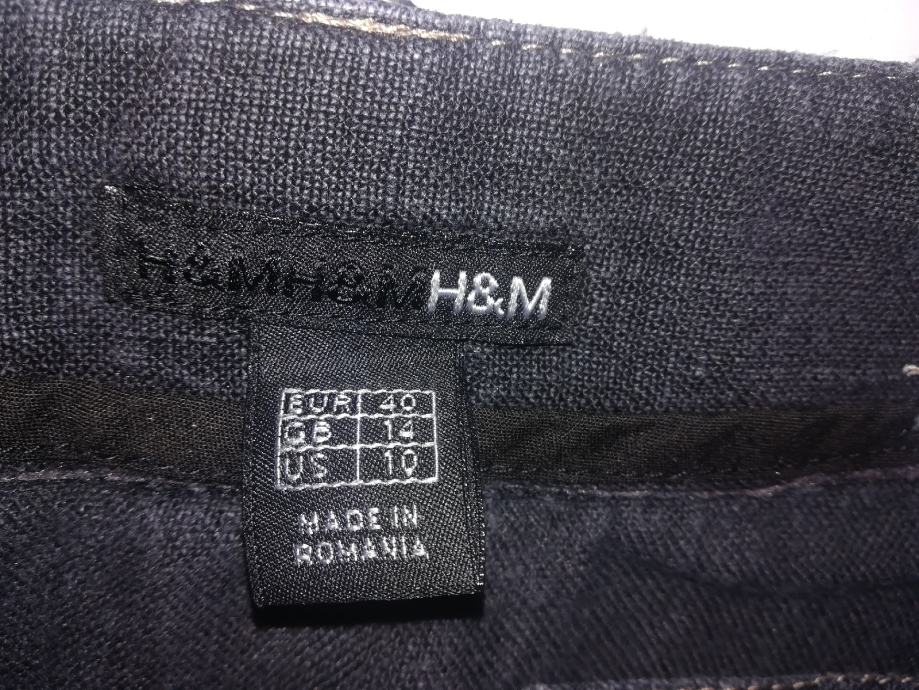 H&MH&MH&M
EUR 40
GB 14
US 10
MADE IN
ROMANIA